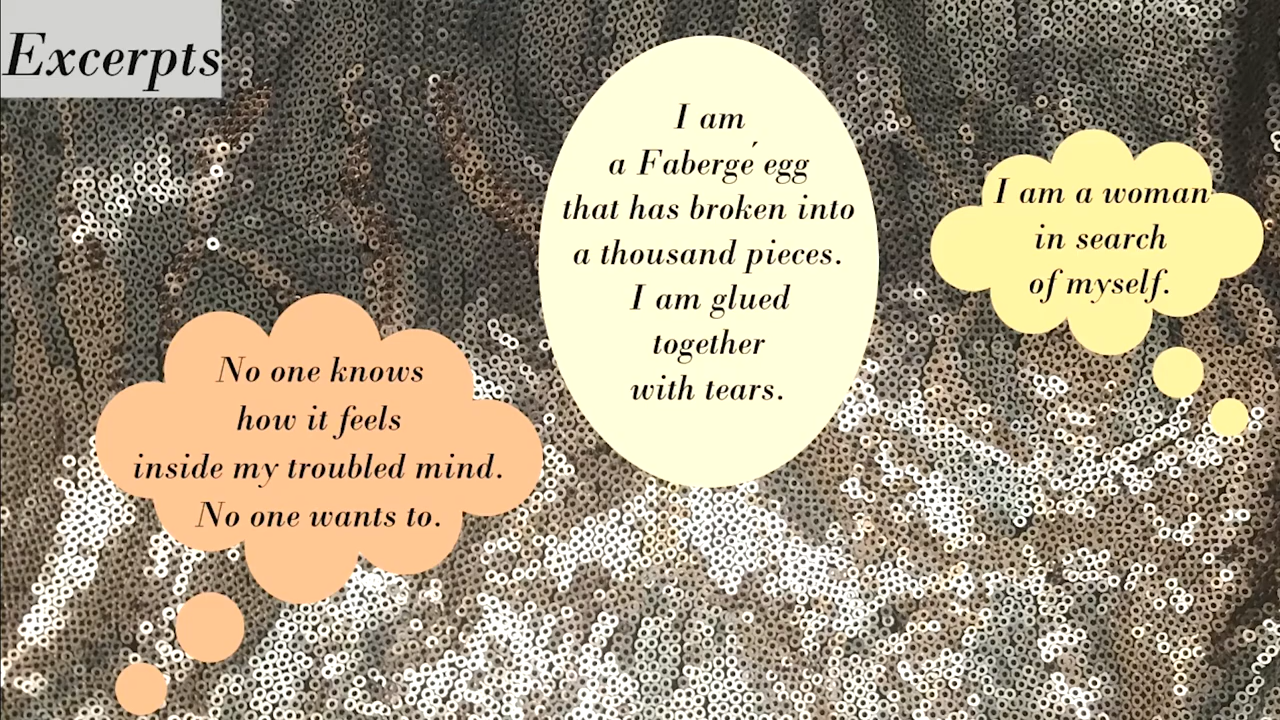 Excerpts
I am
a Fabergé egg
that has broken into
a thousand pieces.
I am glued
together
with tears.
I am a woman
in search
of myself.
No one knows
how it feels
inside my troubled mind.
No one wants to.